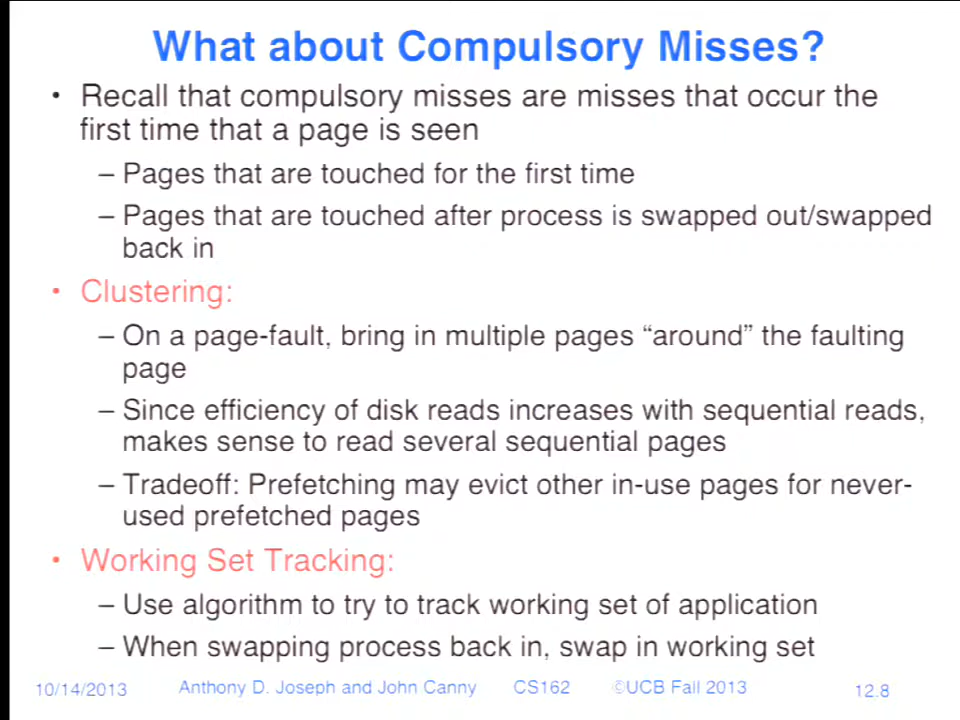 What about Compulsory Misses?
• Recall that compulsory misses are misses that occur the
first time that a page is seen
– Pages that are touched for the first time
– Pages that are touched after process is swapped out/swapped
back in
• Clustering:
– On a page-fault, bring in multiple pages “around” the faulting
page
– Since efficiency of disk reads increases with sequential reads,
makes sense to read several sequential pages
– Tradeoff: Prefetching may evict other in-use pages for never-
used prefetched pages
• Working Set Tracking:
– Use algorithm to try to track working set of application
– When swapping process back in, swap in working set
10/14/2013 Anthony D. Joseph and John Canny CS162 ©UCB Fall 2013 12.8